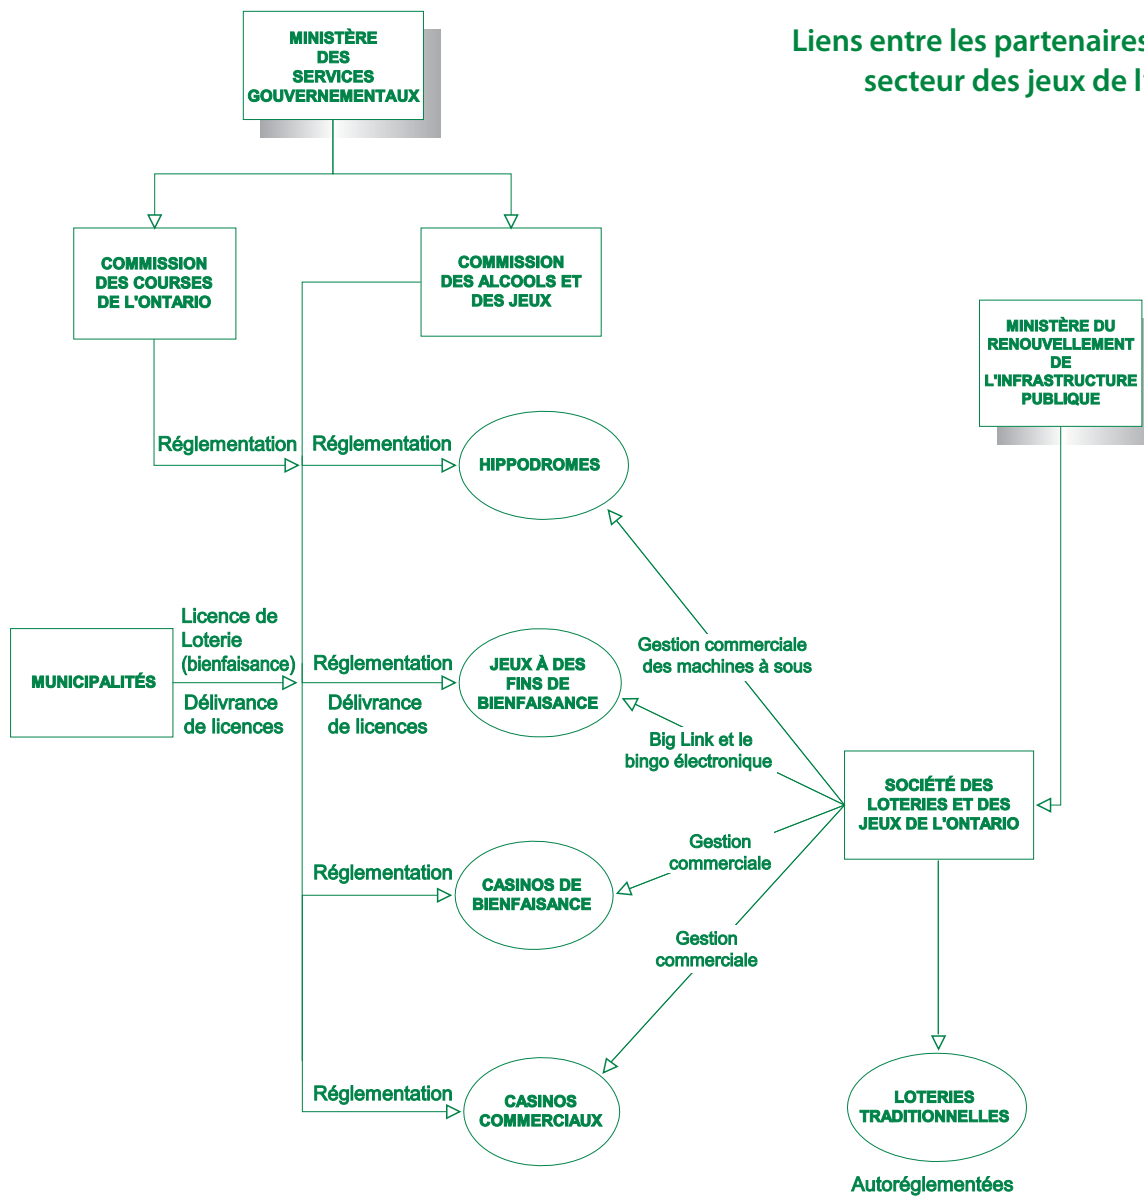 Liens entre les partenaires
secteur des jeux de l'
MINISTÈRE
DES
SERVICES
GOUVERNEMENTAUX
COMMISSION
DES COURSES
DE L'ONTARIO
COMMISSION
DES ALCOOLS ET
DES JEUX
MINISTÈRE DU
RENOUVELLEMENT
DE
L'INFRASTRUCTURE
PUBLIQUE
Réglementation
Réglementation
HIPPODROMES
MUNICIPALITÉS
Licence de
Loterie
(bienfaisance)
Délivrance
de licences
Réglementation
Délivrance
de licences
JEUX À DES
FINS DE
BIENFAISANCE
Gestion commerciale
des machines à sous
Big Link et le
bingo électronique
SOCIÉTÉ DES
LOTERIES ET DES
JEUX DE L'ONTARIO
Gestion
commerciale
Réglementation
CASINOS DE
BIENFAISANCE
Gestion
commerciale
Réglementation
CASINOS
COMMERCIAUX
LOTERIES
TRADITIONNELLES
Autoréglementées